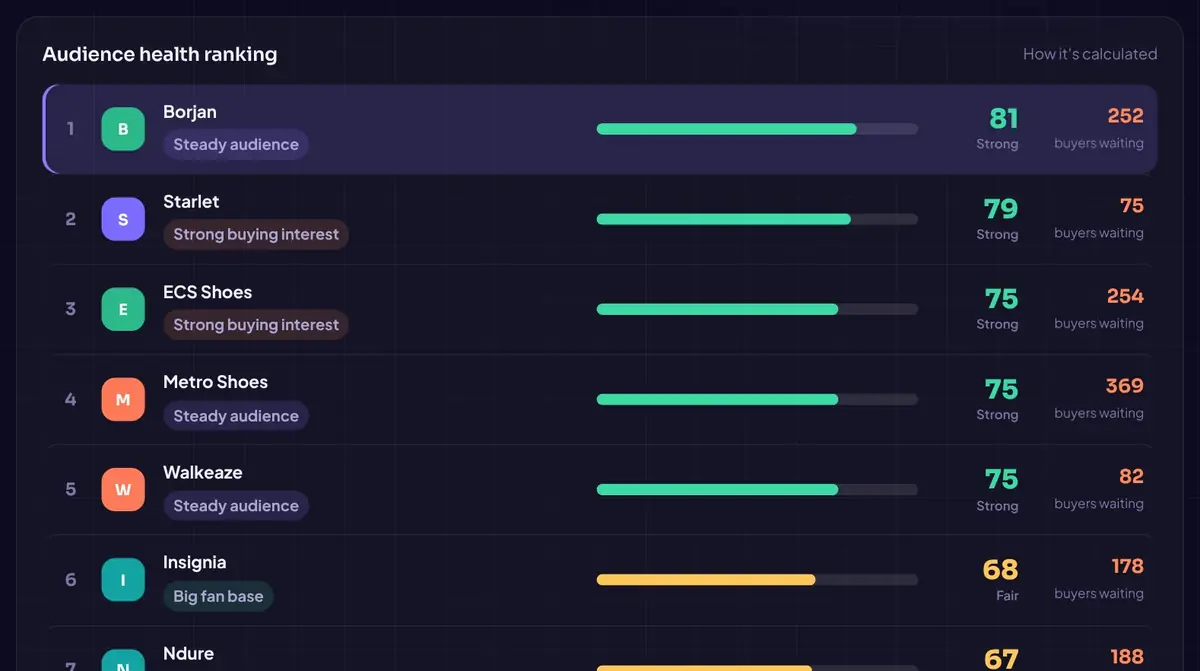 Audience health ranking
How it's calculated
1
B
Borjan
Steady audience
81
Strong
252
buyers waiting
2
S
Starlet
Strong buying interest
79
Strong
75
buyers waiting
3
E
ECS Shoes
Strong buying interest
75
Strong
254
buyers waiting
4
M
Metro Shoes
Steady audience
75
Strong
369
buyers waiting
5
W
Walkeaze
Steady audience
75
Strong
82
buyers waiting
6
I
Insignia
Big fan base
68
Fair
178
buyers waiting
7
N
Ndure
67
188